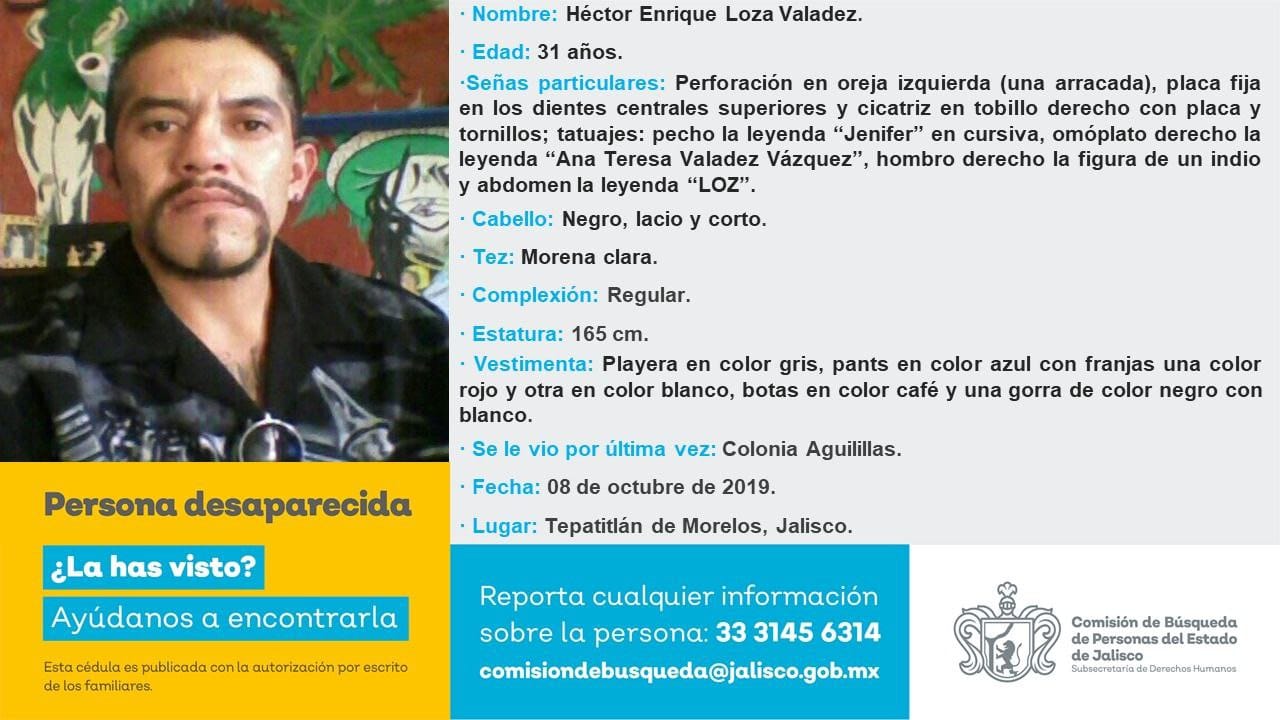 · Nombre: Héctor Enrique Loza Valadez.
· Edad: 31 años.
·Señas particulares: Perforación en oreja izquierda (una arracada), placa fija
en los dientes centrales superiores y cicatriz en tobillo derecho con placa y
tornillos; tatuajes: pecho la leyenda “Jenifer” en cursiva, omóplato derecho la
leyenda “Ana Teresa Valadez Vázquez”, hombro derecho la figura de un indio
y abdomen la leyenda “LOZ”.
· Cabello: Negro, lacio y corto.
· Tez: Morena clara.
· Complexión: Regular.
· Estatura: 165 cm.
· Vestimenta: Playera en color gris, pants en color azul con franjas una color
rojo y otra en color blanco, botas en color café y una gorra de color negro con
blanco.
· Se le vio por última vez: Colonia Aguilillas.
· Fecha: 08 de octubre de 2019.
· Lugar: Tepatitlán de Morelos, Jalisco.
Persona desaparecida
¿La has visto?
Ayúdanos a encontrarla
Esta cédula es publicada con la autorización por escrito
de los familiares.
Reporta cualquier información
sobre la persona: 33 3145 6314
comisiondebusqueda@jalisco.gob.mx
Comisión de Búsqueda
de Personas del Estado
de Jalisco
Subsecretaría de Derechos Humanos